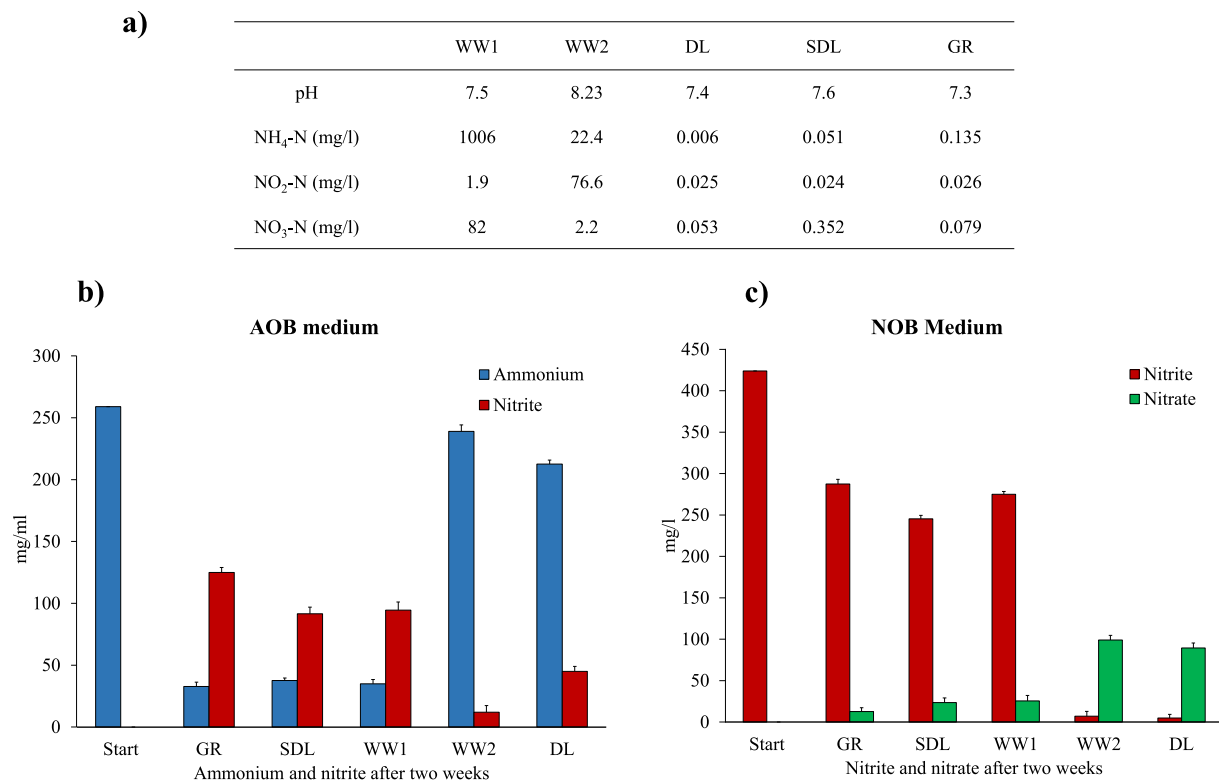 a)
WW1 WW2 DL SDL GR
pH 7.5 8.23 7.4 7.6 7.3
NH₄-N (mg/l) 1006 22.4 0.006 0.051 0.135
NO₂-N (mg/l) 1.9 76.6 0.025 0.024 0.026
NO₃-N (mg/l) 82 2.2 0.053 0.352 0.079
b)
AOB medium
300
250
200
150
100
50
0
mg/ml
Ammonium
Nitrite
Start GR SDL WW1 WW2 DL
Ammonium and nitrite after two weeks
c)
NOB Medium
450
400
350
300
250
200
150
100
50
0
mg/l
Nitrite
Nitrate
Start GR SDL WW1 WW2 DL
Nitrite and nitrate after two weeks